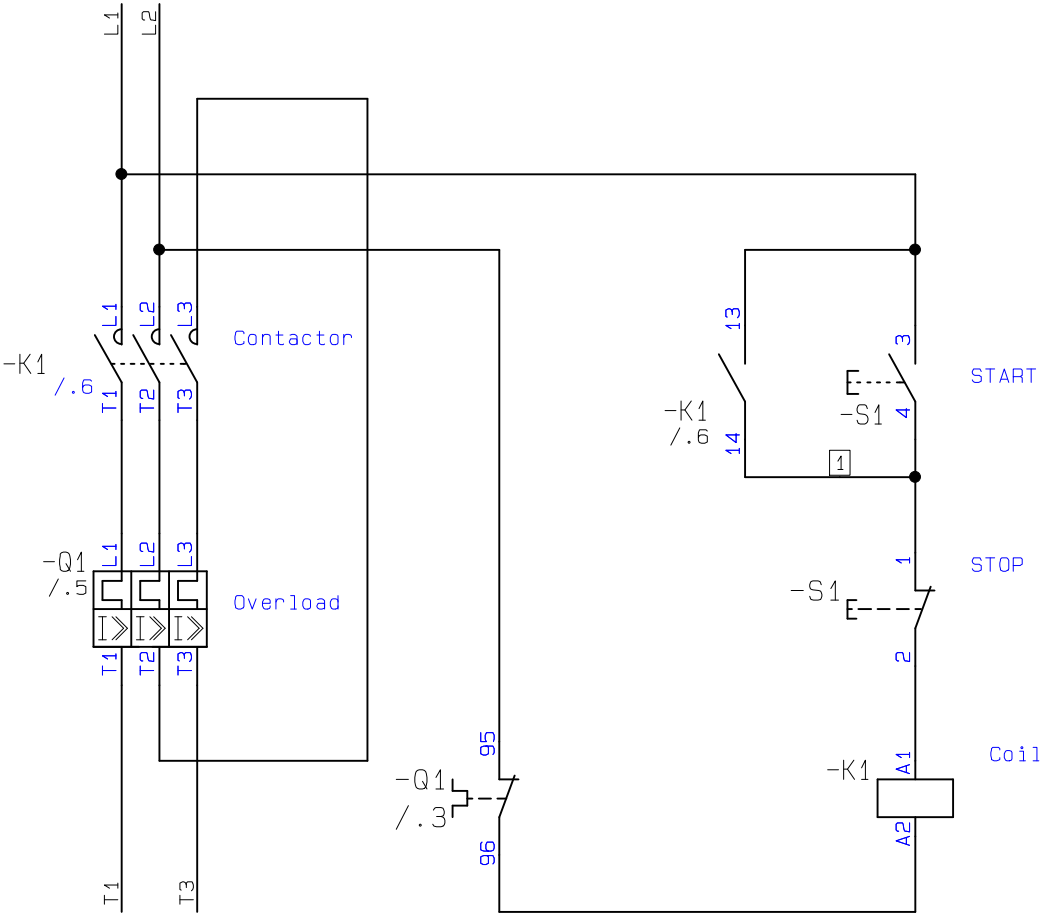 L1
L2
L1
L2
L3
Contactor
-K1
/.6
T1
T2
T3
13
3
START
-K1
/.6
-S1
14
4
1
-Q1
/.5
L1
L2
L3
Overload
I>>
I>>
I>>
T1
T2
T3
1
STOP
-S1
2
95
-Q1
/.3
96
Coil
-K1
A1
A2
T1
T3